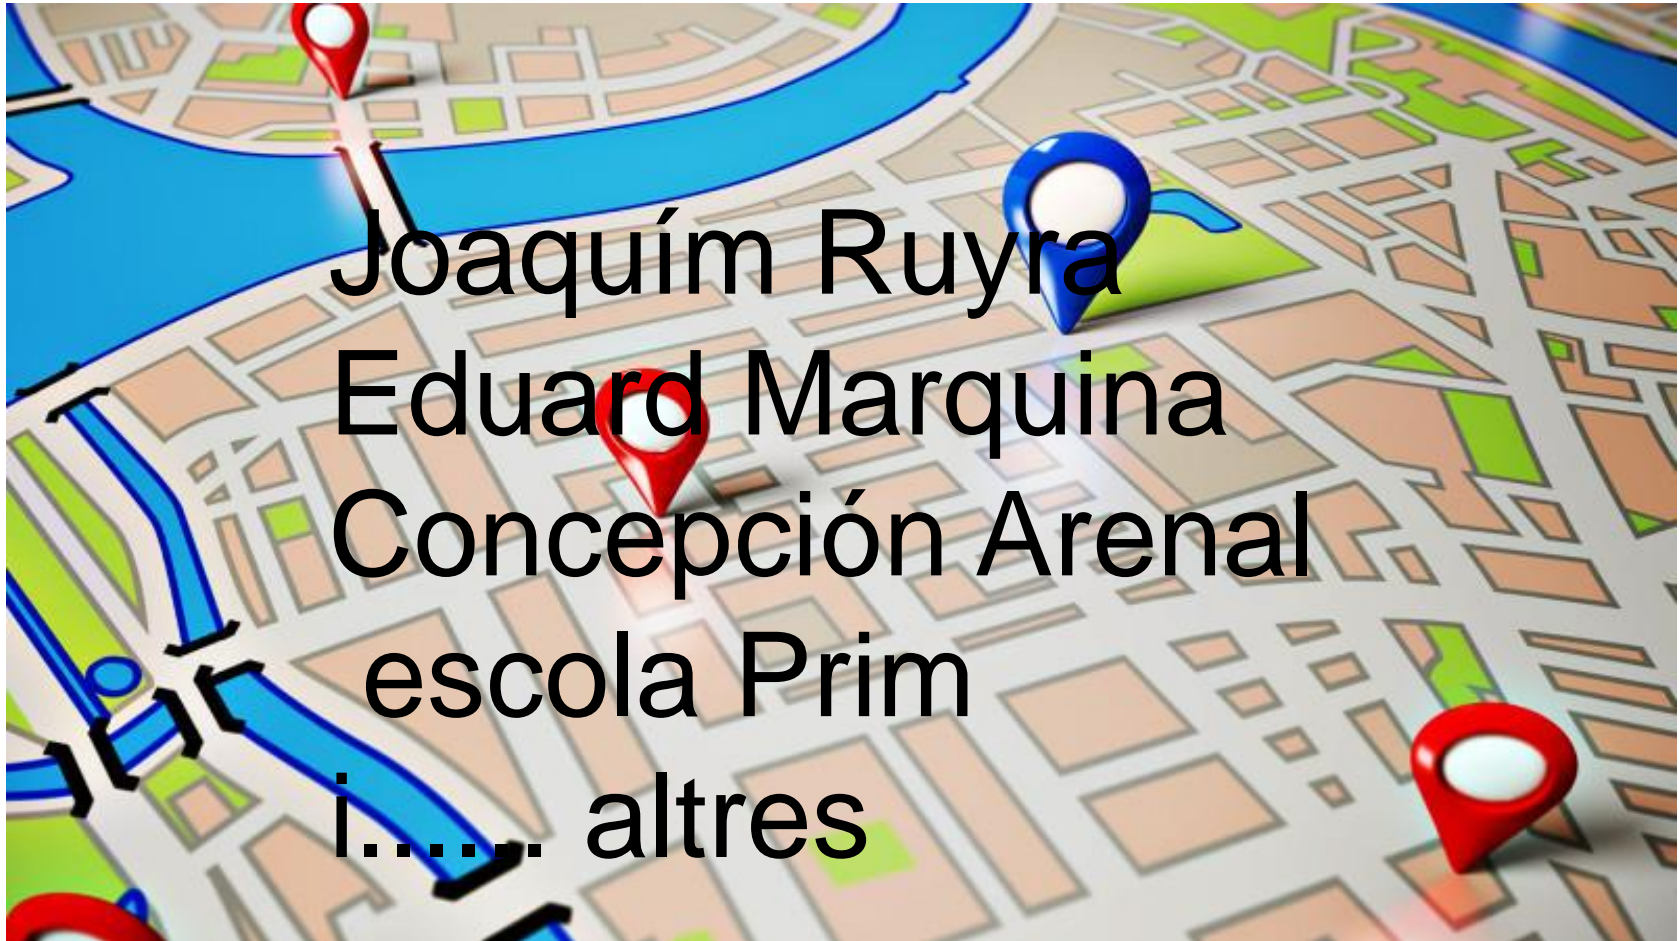 Joaquím Ruyra
Eduard Marquina
Concepción Arenal
escola Prim
i...... altres